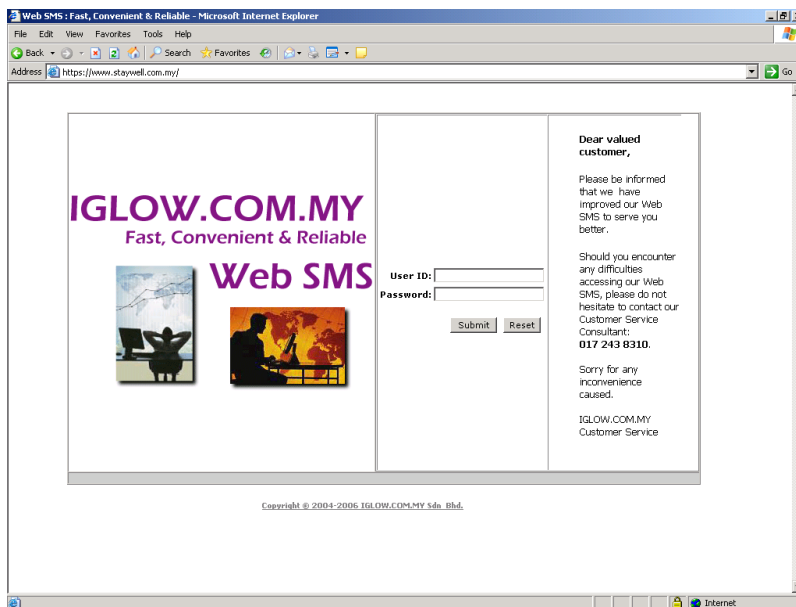 Web SMS : Fast, Convenient & Reliable - Microsoft Internet Explorer
File Edit View Favorites Tools Help
Back Search Favorites
Address https://www.staywell.com.my/ Go
IGLOW.COM.MY
Fast, Convenient & Reliable
Web SMS
User ID:
Password:
Submit Reset
Dear valued
customer,
Please be informed
that we have
improved our Web
SMS to serve you
better.
Should you encounter
any difficulties
accessing our Web
SMS, please do not
hesitate to contact our
Customer Service
Consultant:
017 243 8310.
Sorry for any
inconvenience
caused.
IGLOW.COM.MY
Customer Service
Copyright © 2004-2006 IGLOW.COM.MY Sdn Bhd.
Internet